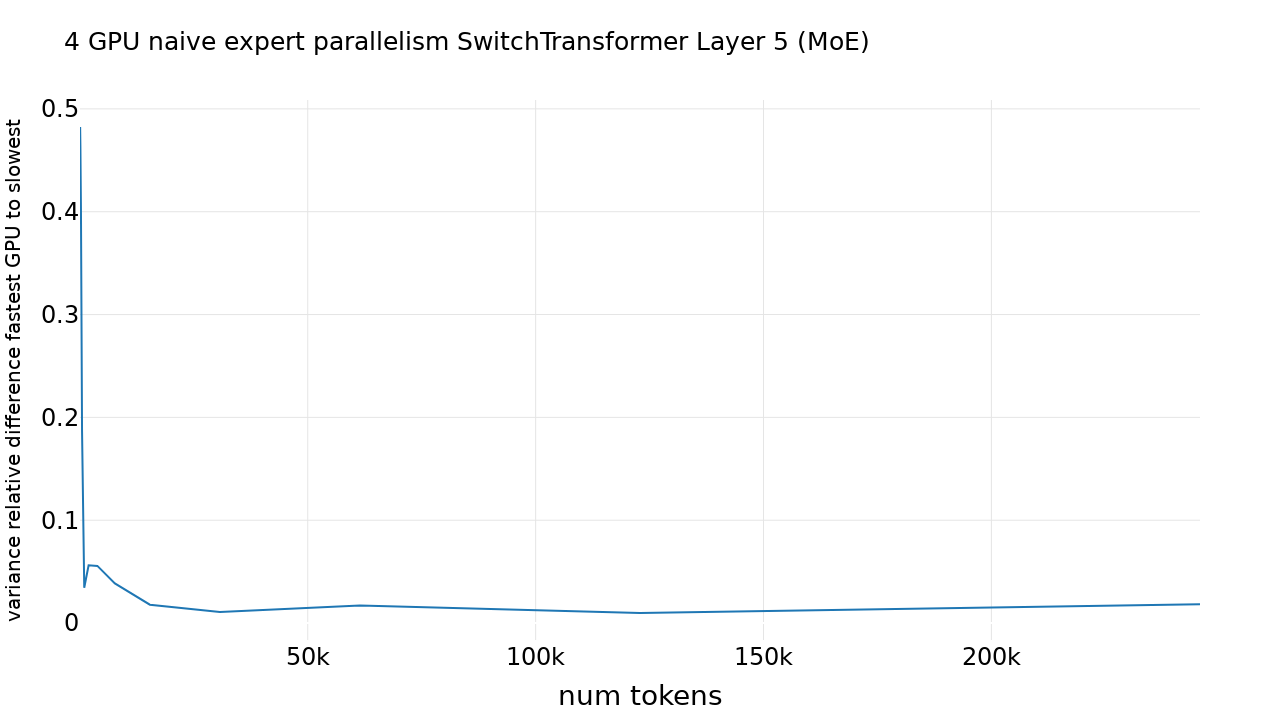 4 GPU naive expert parallelism SwitchTransformer Layer 5 (MoE)
variance relative difference fastest GPU to slowest
0.5
0.4
0.3
0.2
0.1
0
50k
100k
150k
200k
num tokens